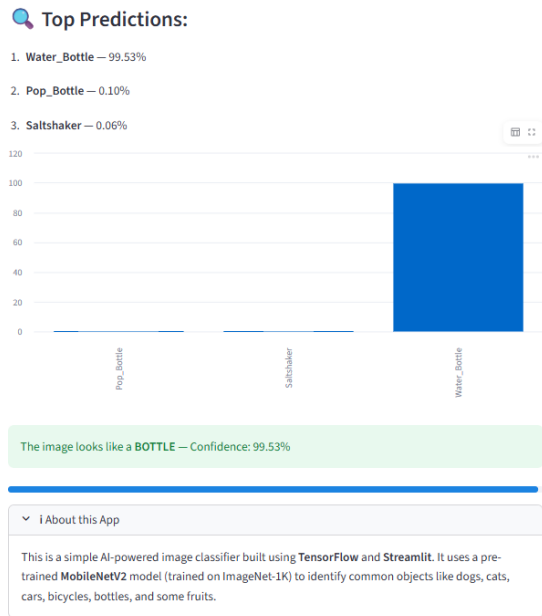 🔍 Top Predictions:
1. Water_Bottle — 99.53%
2. Pop_Bottle — 0.10%
3. Saltshaker — 0.06%
120
100
80
60
40
20
0
Pop_Bottle
Saltshaker
Water_Bottle
The image looks like a BOTTLE — Confidence: 99.53%
ℹ About this App
This is a simple AI-powered image classifier built using TensorFlow and Streamlit. It uses a pre-
trained MobileNetV2 model (trained on ImageNet-1K) to identify common objects like dogs, cats,
cars, bicycles, bottles, and some fruits.